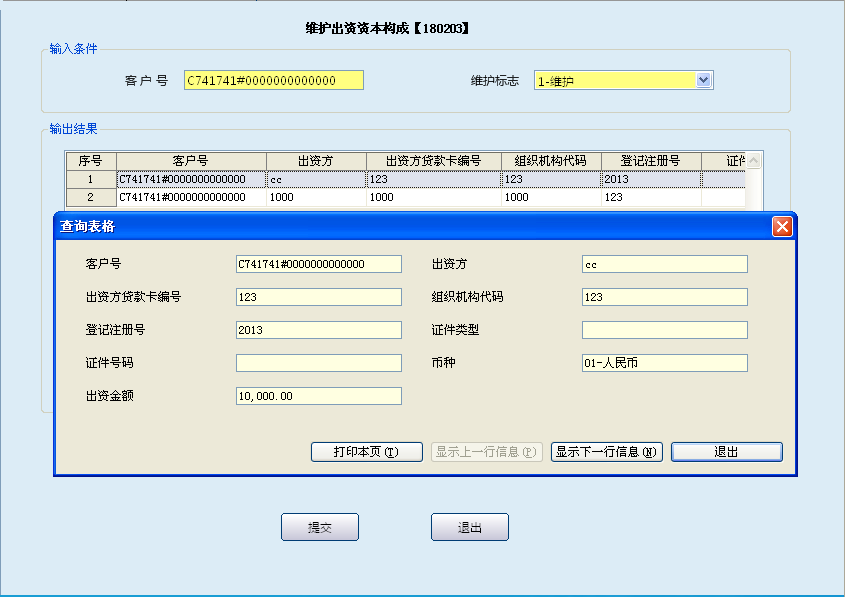 维护出资资本构成【180203】
输入条件
客 户 号 C741741#0000000000000 维护标志 1-维护
输出结果
序号 客户号 出资方 出资方贷款卡编号 组织机构代码 登记注册号
1 C741741#0000000000000 cc 123 123 2013
2 C741741#0000000000000 1000 1000 1000 123
查询表格
客户号 C741741#0000000000000 出资方 cc
出资方贷款卡编号 123 组织机构代码 123
登记注册号 2013 证件类型
证件号码 币种 01-人民币
出资金额 10,000.00
打印本页(T) 显示上一行信息(P) 显示下一行信息(N) 退出
提交 退出